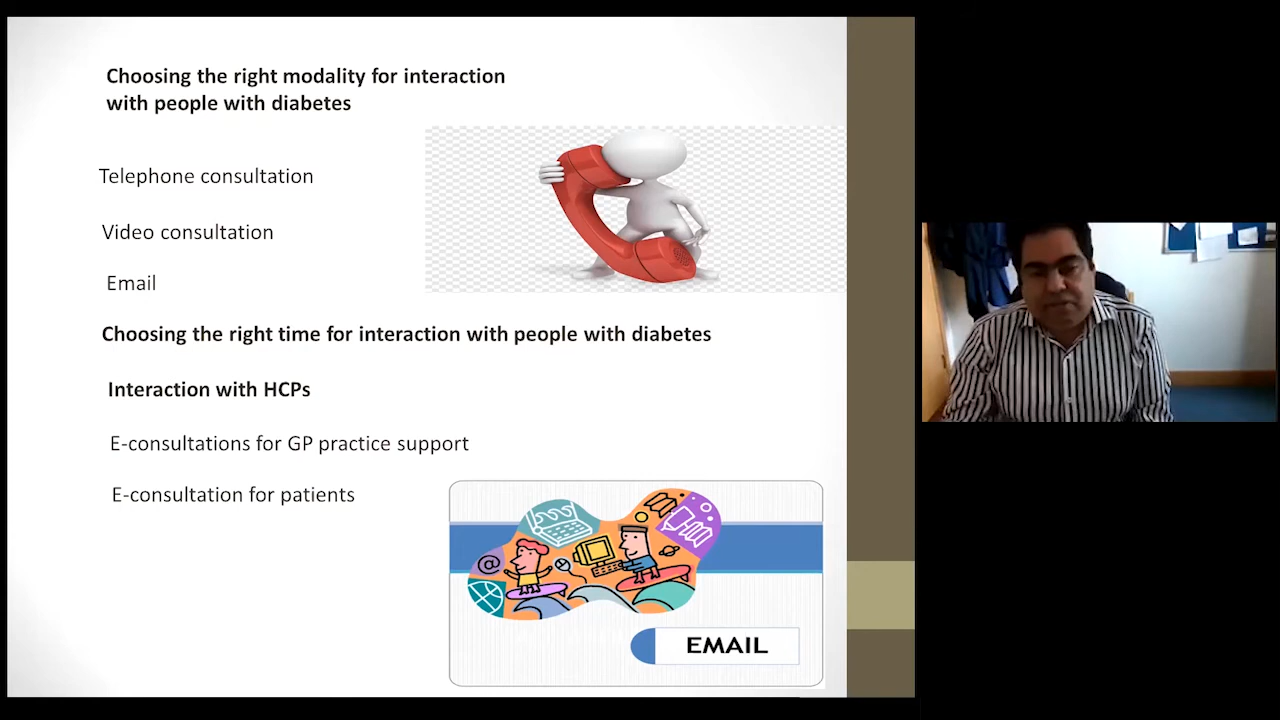 Choosing the right modality for interaction
with people with diabetes
Telephone consultation
Video consultation
Email
Choosing the right time for interaction with people with diabetes
Interaction with HCPs
E-consultations for GP practice support
E-consultation for patients
@
EMAIL